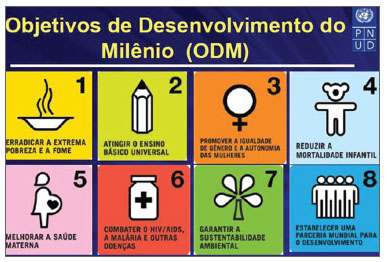 Objetivos de Desenvolvimento do
Milênio (ODM)
P N
U D
1
ERRADICAR A EXTREMA
POBREZA E A FOME
2
ATINGIR O ENSINO
BÁSICO UNIVERSAL
3
PROMOVER A IGUALDADE
DE GÊNERO E A AUTONOMIA
DAS MULHERES
4
REDUZIR A
MORTALIDADE INFANTIL
5
MELHORAR A SAÚDE
MATERNA
6
COMBATER O HIV/AIDS,
A MALÁRIA E OUTRAS
DOENÇAS
7
GARANTIR A
SUSTENTABILIDADE
AMBIENTAL
8
ESTABELECER UMA
PARCERIA MUNDIAL PARA
O DESENVOLVIMENTO